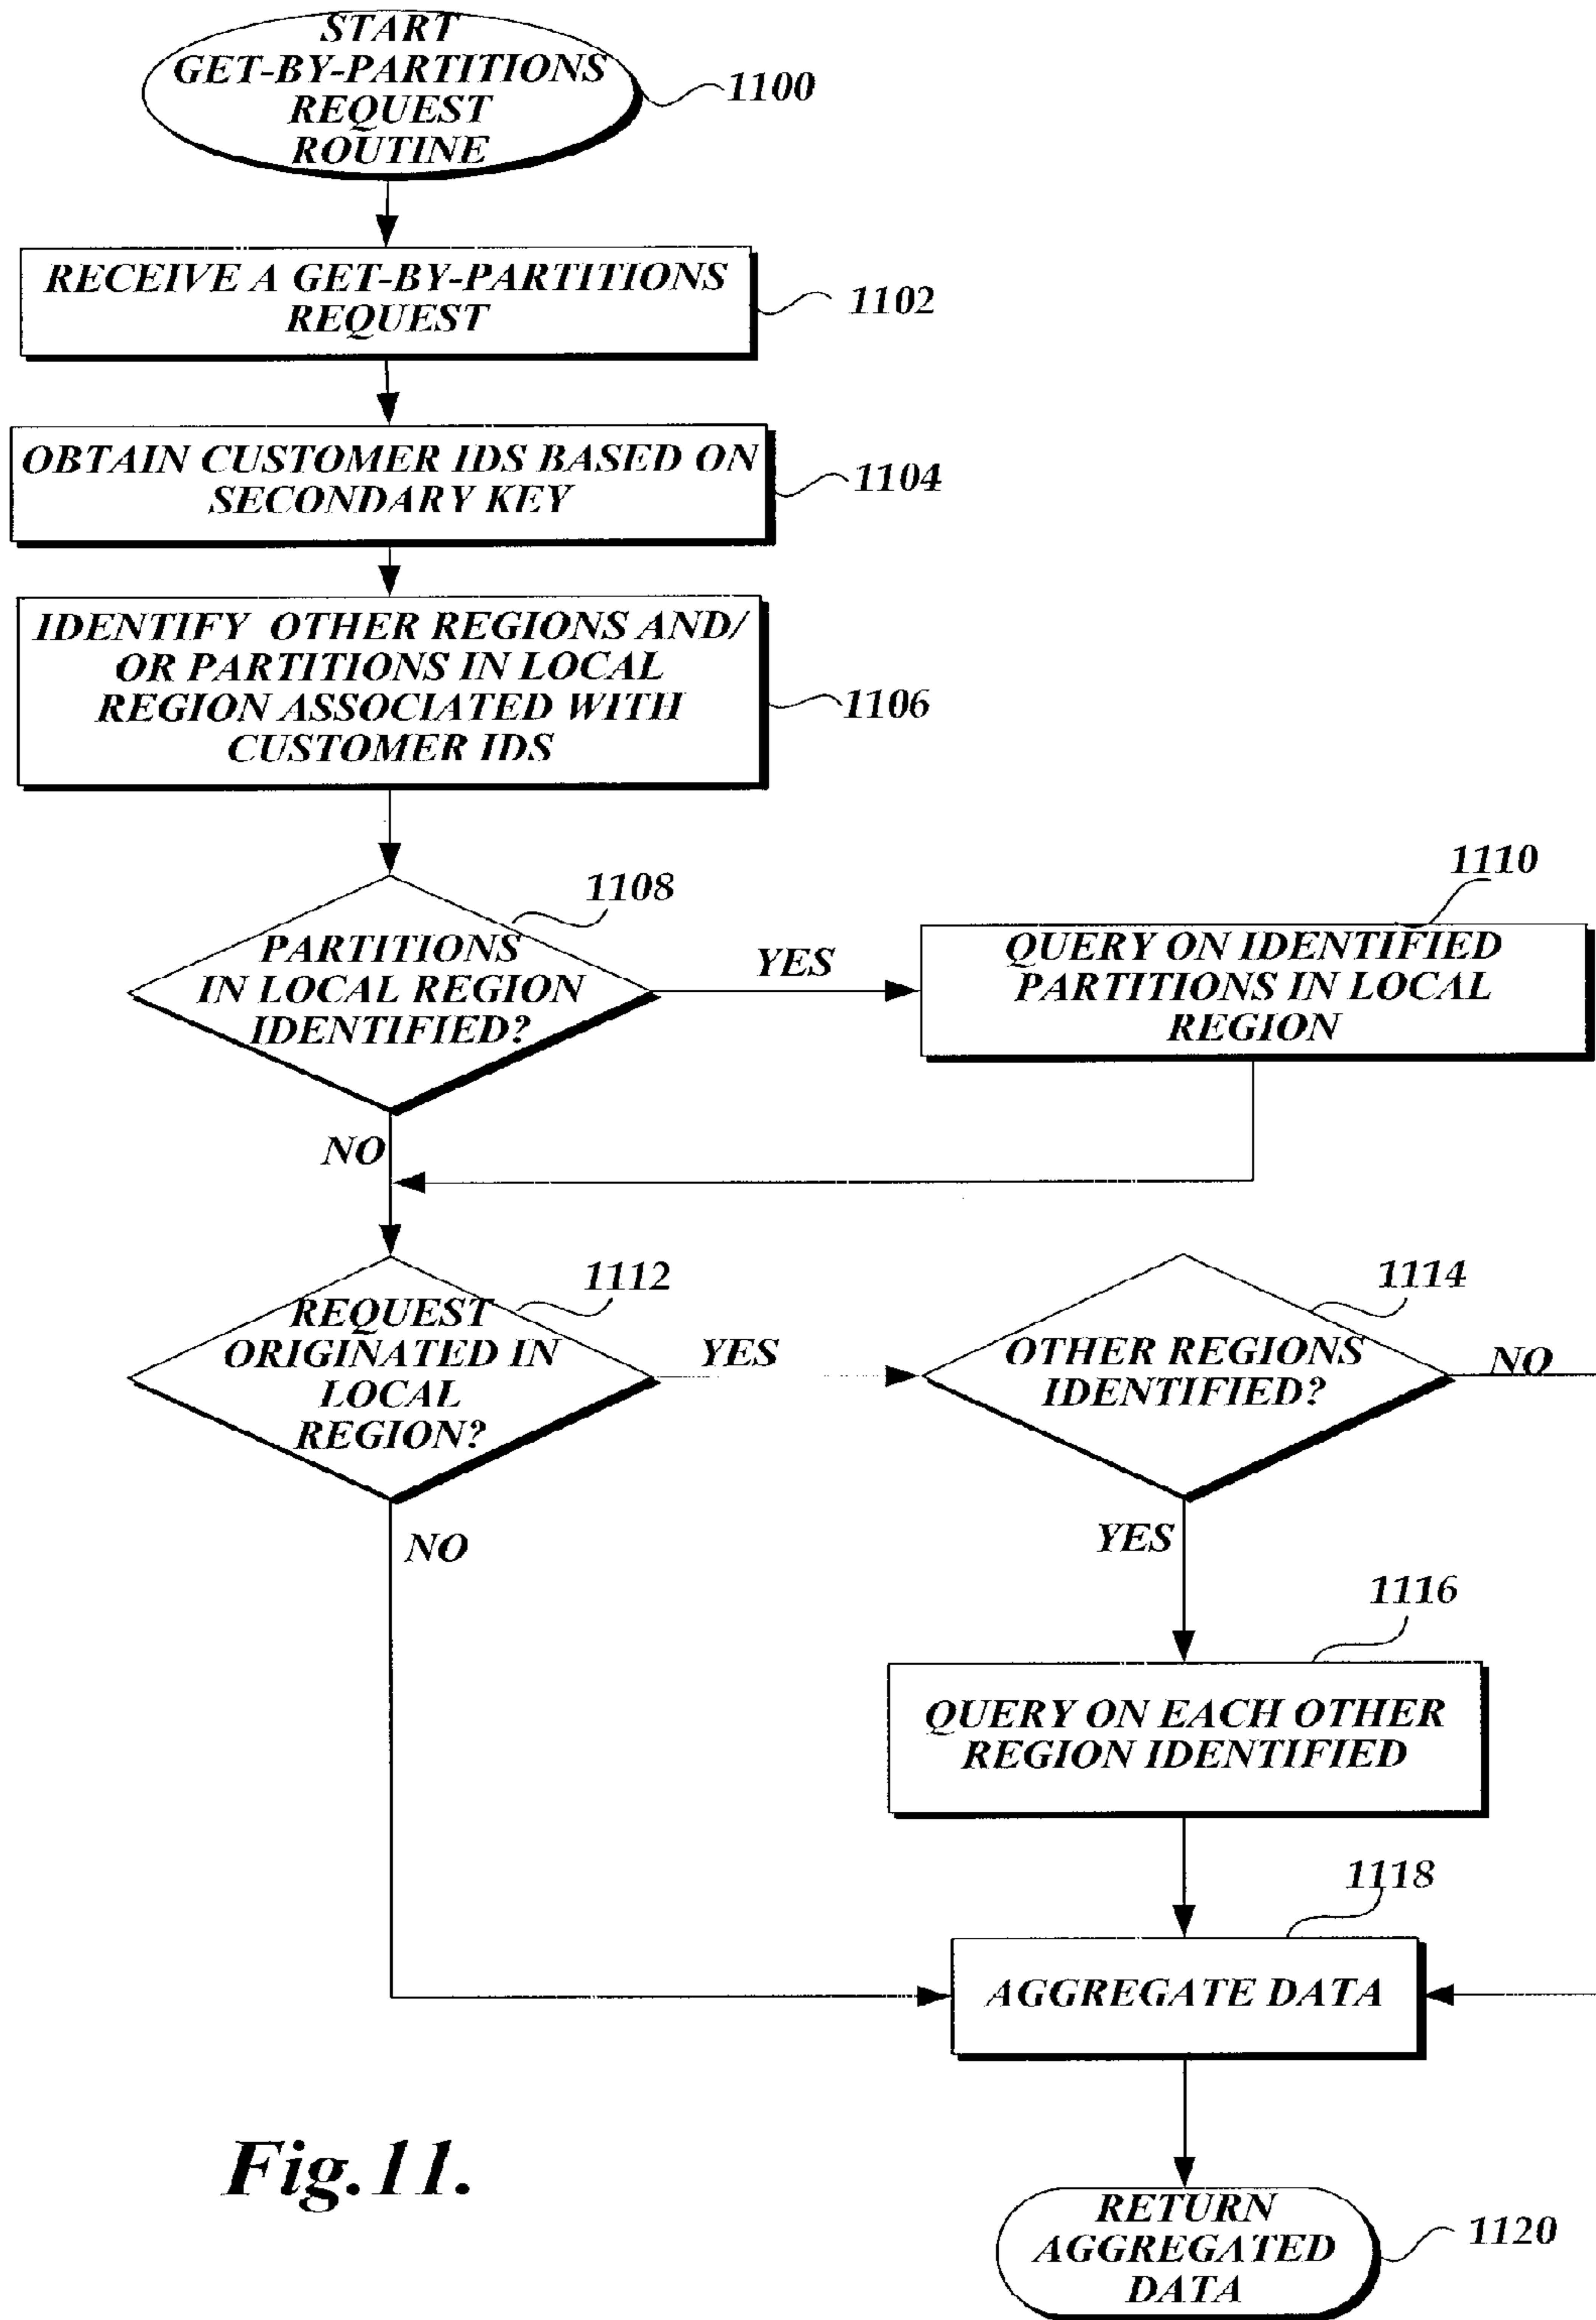 START
GET-BY-PARTITIONS
REQUEST
ROUTINE
1100
RECEIVE A GET-BY-PARTITIONS
REQUEST
1102
OBTAIN CUSTOMER IDS BASED ON
SECONDARY KEY
1104
IDENTIFY OTHER REGIONS AND/
OR PARTITIONS IN LOCAL
REGION ASSOCIATED WITH
CUSTOMER IDS
1106
1108
PARTITIONS
IN LOCAL REGION
IDENTIFIED?
YES
1110
QUERY ON IDENTIFIED
PARTITIONS IN LOCAL
REGION
NO
1112
REQUEST
ORIGINATED IN
LOCAL
REGION?
YES
1114
OTHER REGIONS
IDENTIFIED?
NO
NO
YES
1116
QUERY ON EACH OTHER
REGION IDENTIFIED
1118
AGGREGATE DATA
RETURN
AGGREGATED
DATA
1120
Fig.11.